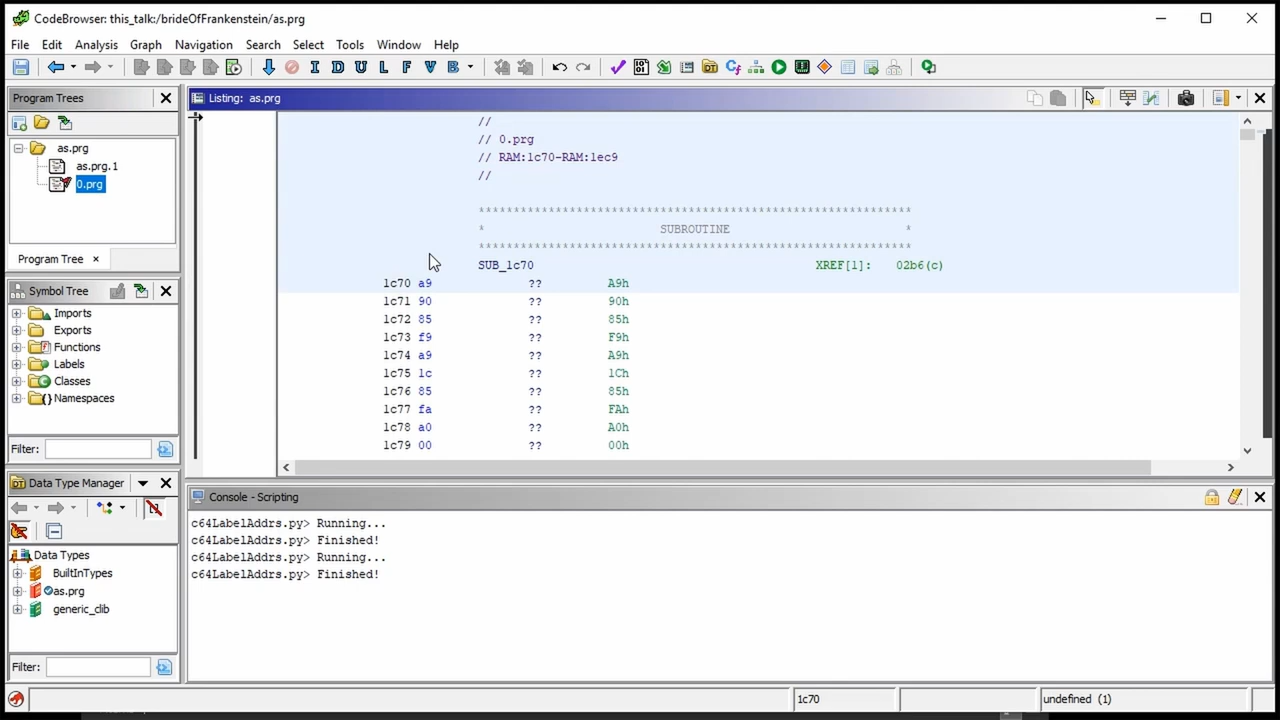 CodeBrowser: this_talk:/brideOfFrankenstein/as.prg
File Edit Analysis Graph Navigation Search Select Tools Window Help
I D U L F V B
Program Trees
as.prg
as.prg.1
0.prg
Program Tree
Symbol Tree
Imports
Exports
Functions
Labels
Classes
Namespaces
Filter:
Data Type Manager
Data Types
BuiltInTypes
as.prg
generic_clib
Filter:
Listing: as.prg
//
// 0.prg
// RAM:1c70-RAM:1ec9
//
**************************************************************
* SUBROUTINE *
**************************************************************
SUB_1c70 XREF[1]: 02b6(c)
1c70 a9 ?? A9h
1c71 90 ?? 90h
1c72 85 ?? 85h
1c73 f9 ?? F9h
1c74 a9 ?? A9h
1c75 1c ?? 1Ch
1c76 85 ?? 85h
1c77 fa ?? FAh
1c78 a0 ?? A0h
1c79 00 ?? 00h
Console - Scripting
c64LabelAddrs.py> Running...
c64LabelAddrs.py> Finished!
c64LabelAddrs.py> Running...
c64LabelAddrs.py> Finished!
1c70 undefined (1)